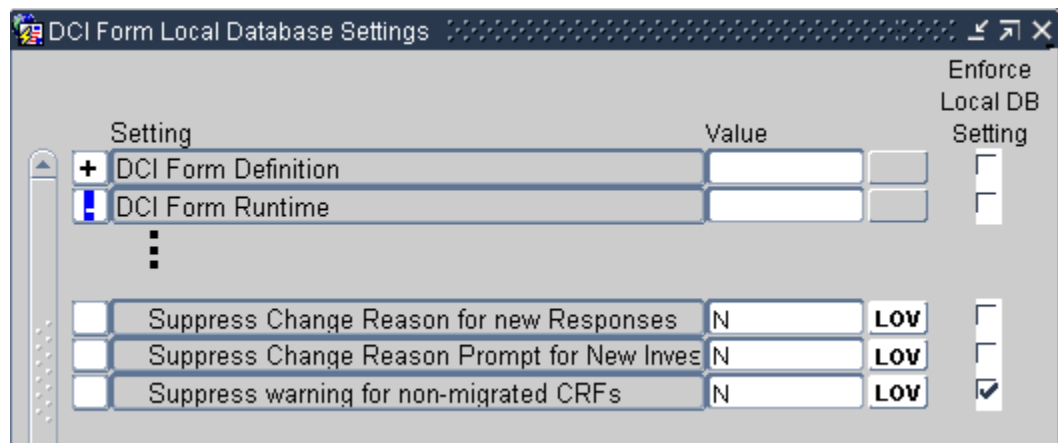 DCI Form Local Database Settings
Enforce
Local DB
Setting Value Setting
+ DCI Form Definition
- DCI Form Runtime
Suppress Change Reason for new Responses N LOV
Suppress Change Reason Prompt for New Inves N LOV
Suppress warning for non-migrated CRFs N LOV